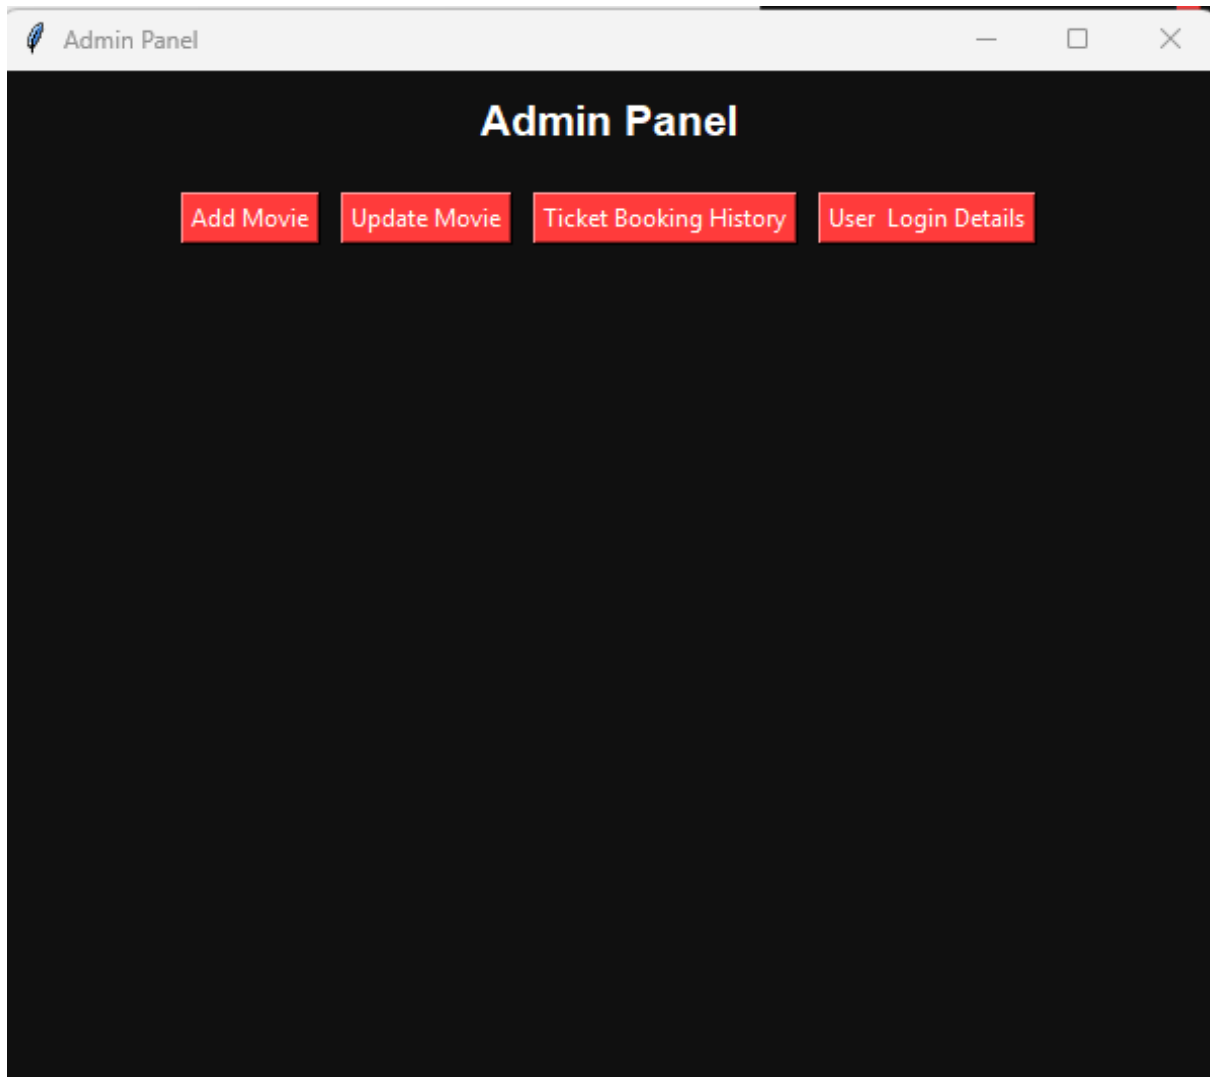 Admin Panel
Admin Panel
Add Movie Update Movie Ticket Booking History User  Login Details